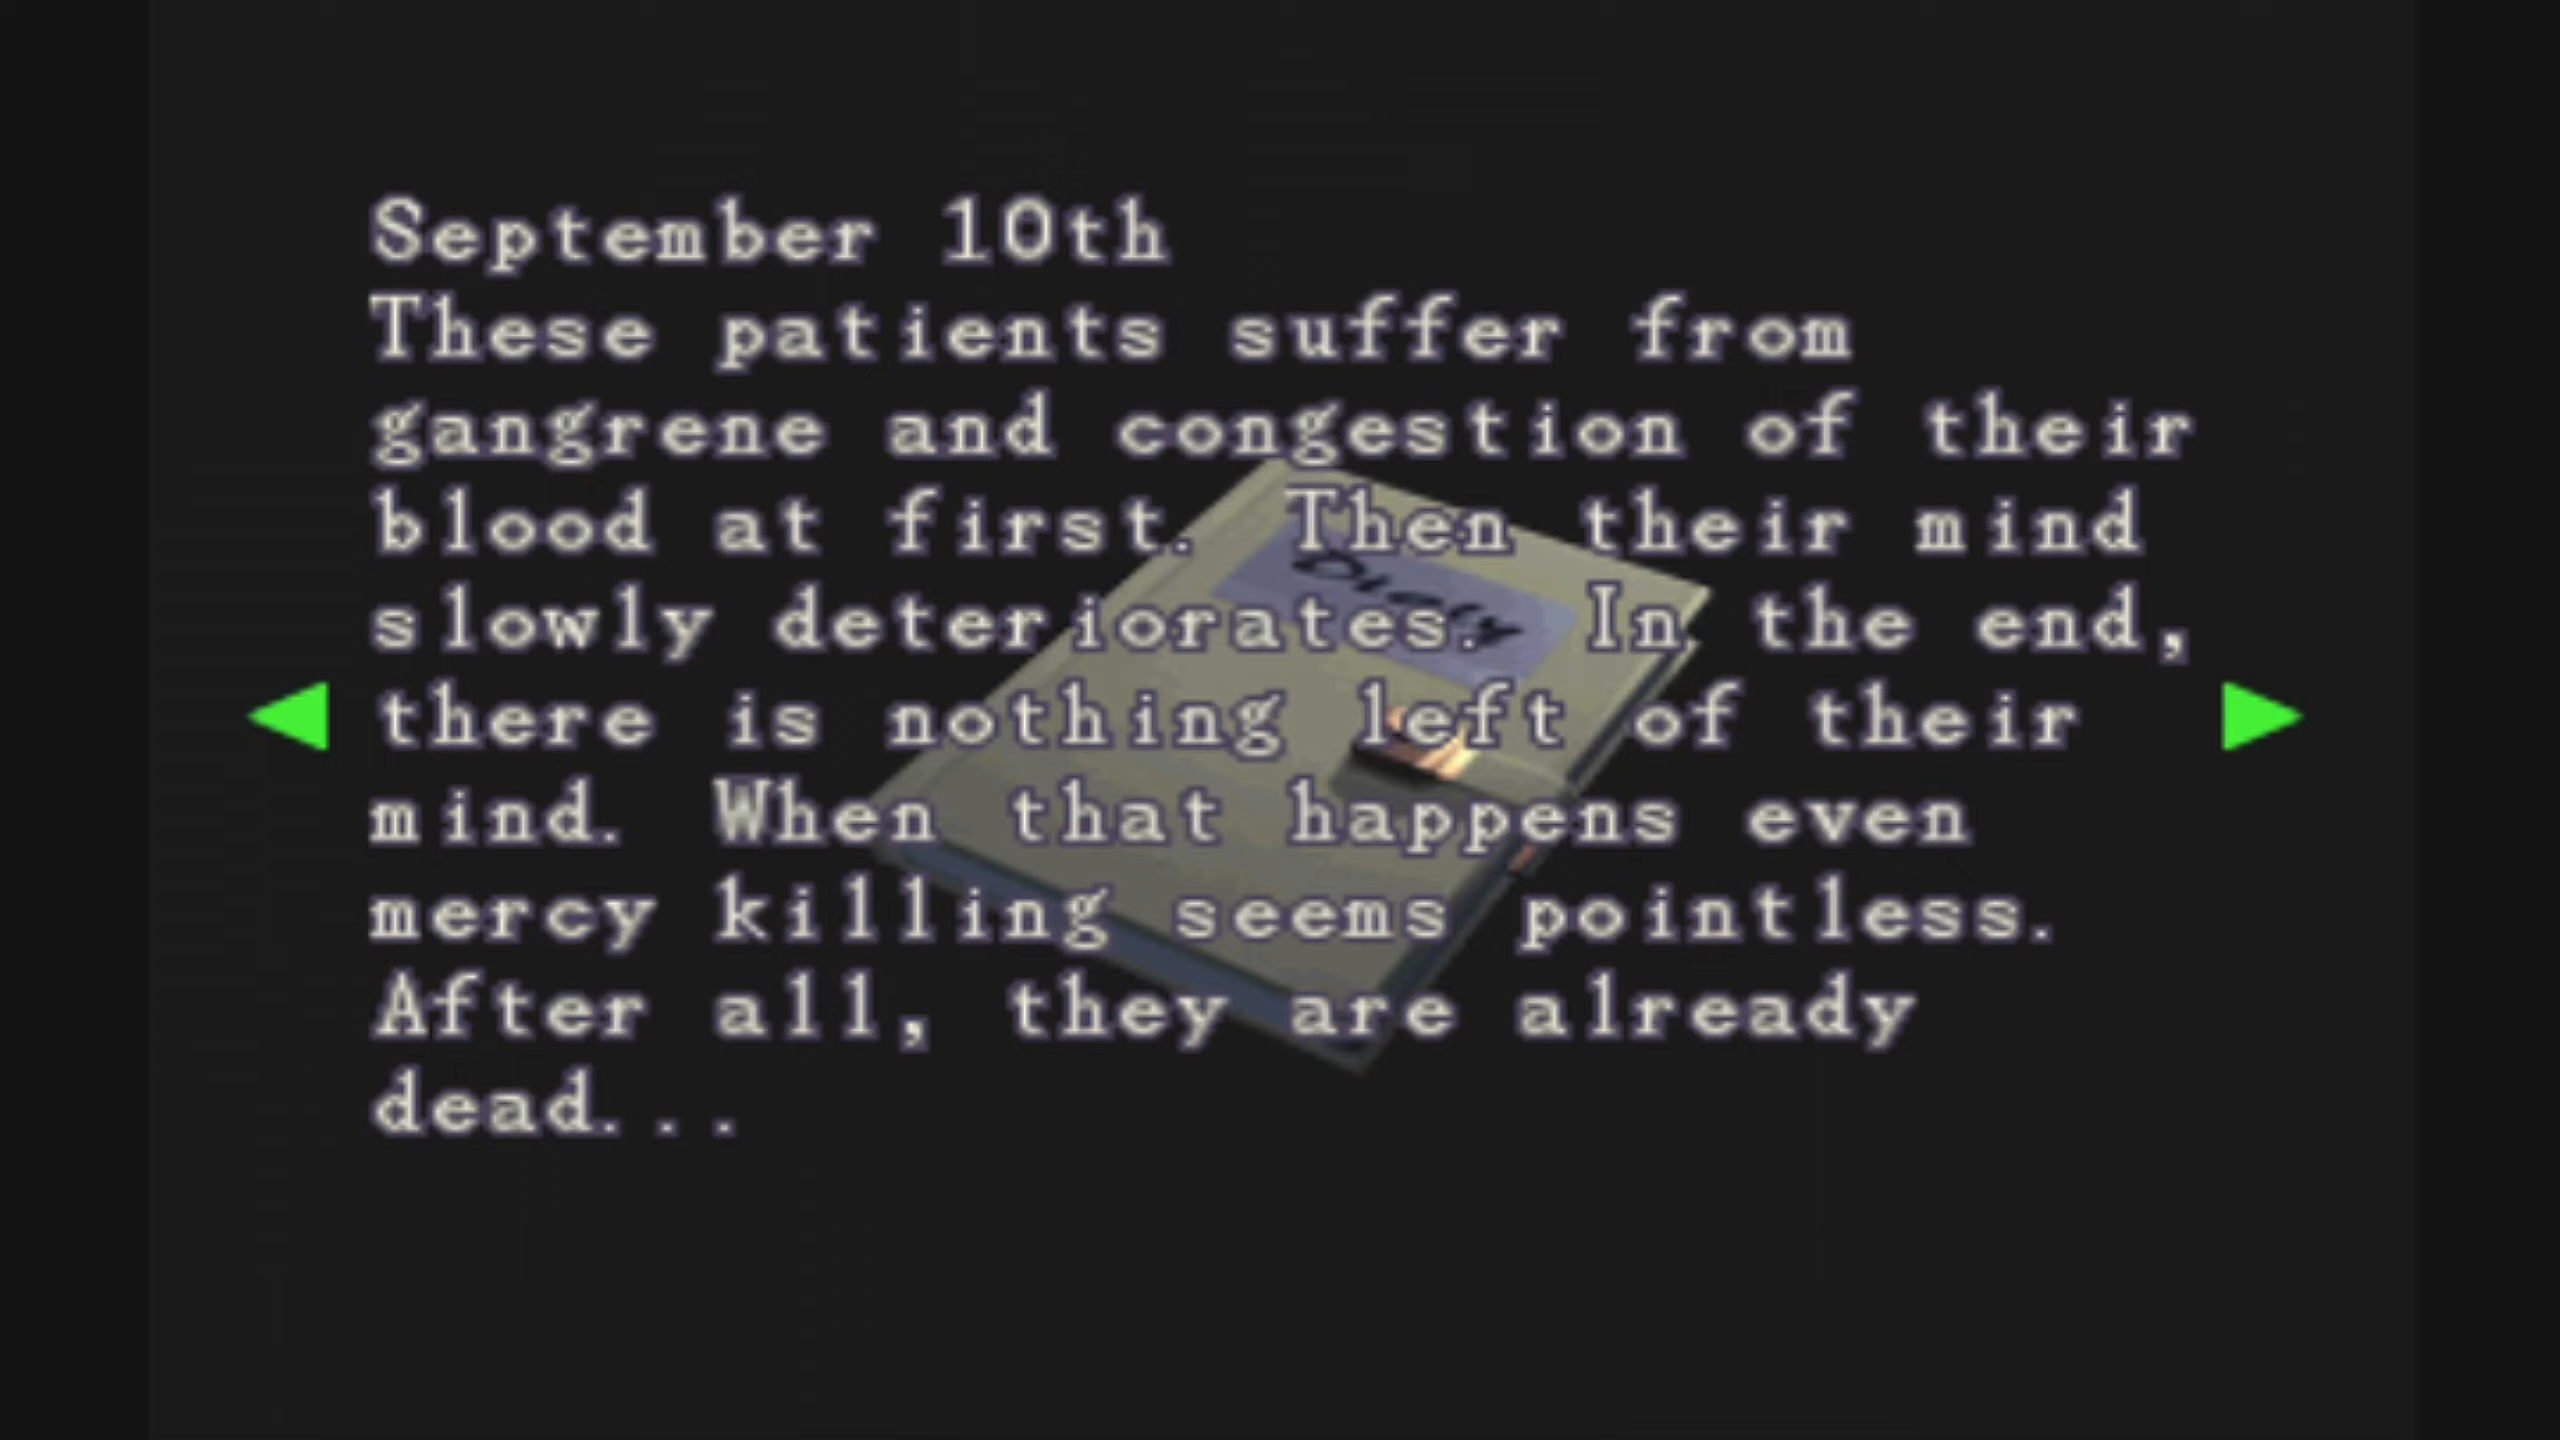 September 10th
These patients suffer from
gangrene and congestion of their
blood at first. Then their mind
slowly deteriorates. In the end,
there is nothing left of their
mind. When that happens even
mercy killing seems pointless.
After all, they are already
dead...